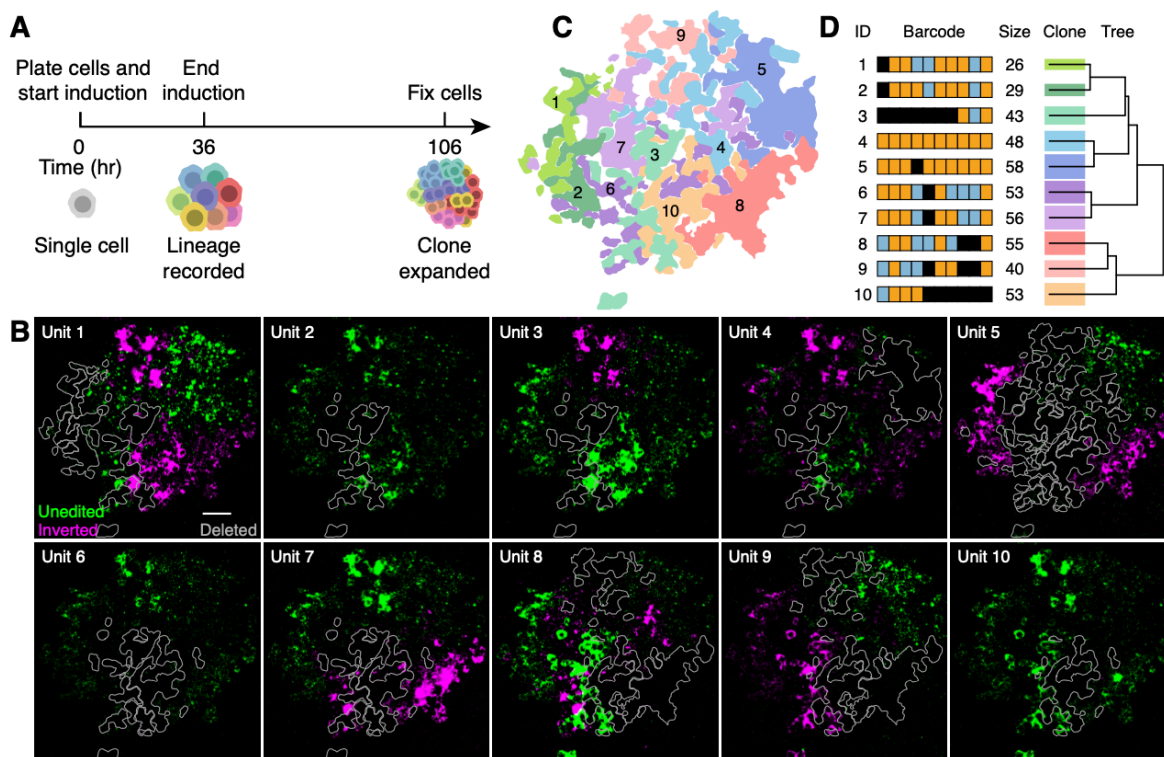 A
Plate cells and
start induction
End
induction
Fix cells
0
36
106
Time (hr)
Single cell
Lineage
recorded
Clone
expanded
C
9
5
1
7
3
4
2
6
10
8
D
ID Barcode Size Clone Tree
1 26
2 29
3 43
4 48
5 58
6 53
7 56
8 55
9 40
10 53
B
Unit 1
Unedited
Inverted
Deleted
Unit 2
Unit 3
Unit 4
Unit 5
Unit 6
Unit 7
Unit 8
Unit 9
Unit 10